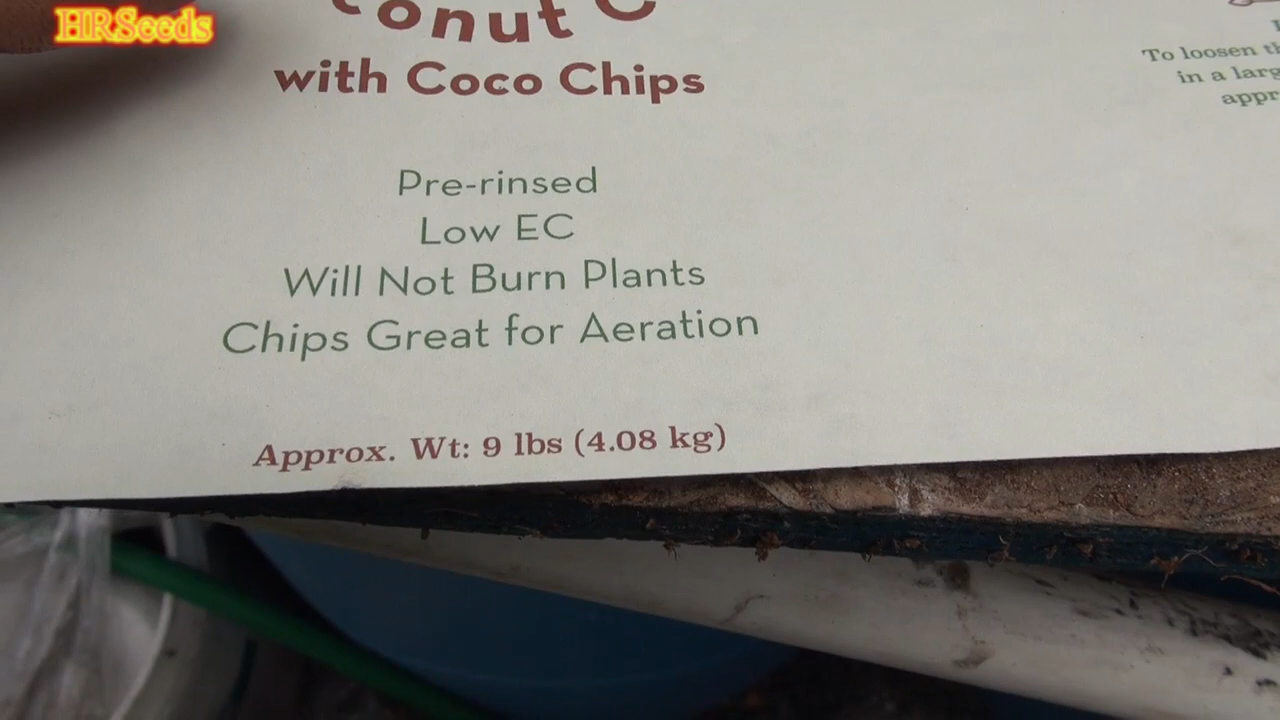 HRSeeds
with Coco Chips
Pre-rinsed
Low EC
Will Not Burn Plants
Chips Great for Aeration
Approx. Wt: 9 lbs (4.08 kg)
To loosen
in a